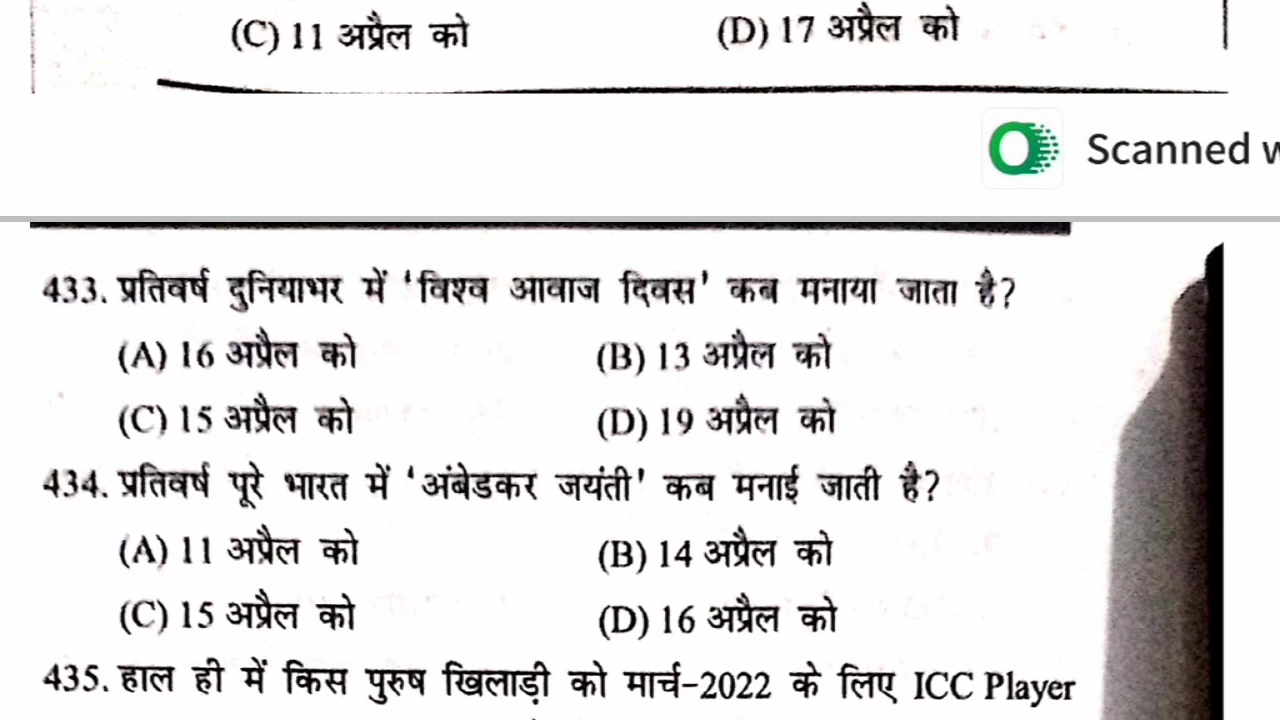 (C) 11 अप्रैल को (D) 17 अप्रैल को
Scanned
433. प्रतिवर्ष दुनियाभर में 'विश्व आवाज दिवस' कब मनाया जाता है?
(A) 16 अप्रैल को (B) 13 अप्रैल को
(C) 15 अप्रैल को (D) 19 अप्रैल को
434. प्रतिवर्ष पूरे भारत में 'अंबेडकर जयंती' कब मनाई जाती है?
(A) 11 अप्रैल को (B) 14 अप्रैल को
(C) 15 अप्रैल को (D) 16 अप्रैल को
435. हाल ही में किस पुरुष खिलाड़ी को मार्च-2022 के लिए ICC Player